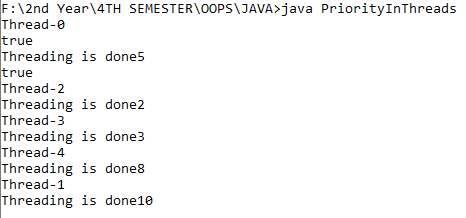 F:\2nd Year\4TH SEMESTER\OOPS\JAVA>java PriorityInThreads
Thread-0
true
Threading is done5
true
Thread-2
Threading is done2
Thread-3
Threading is done3
Thread-4
Threading is done8
Thread-1
Threading is done10